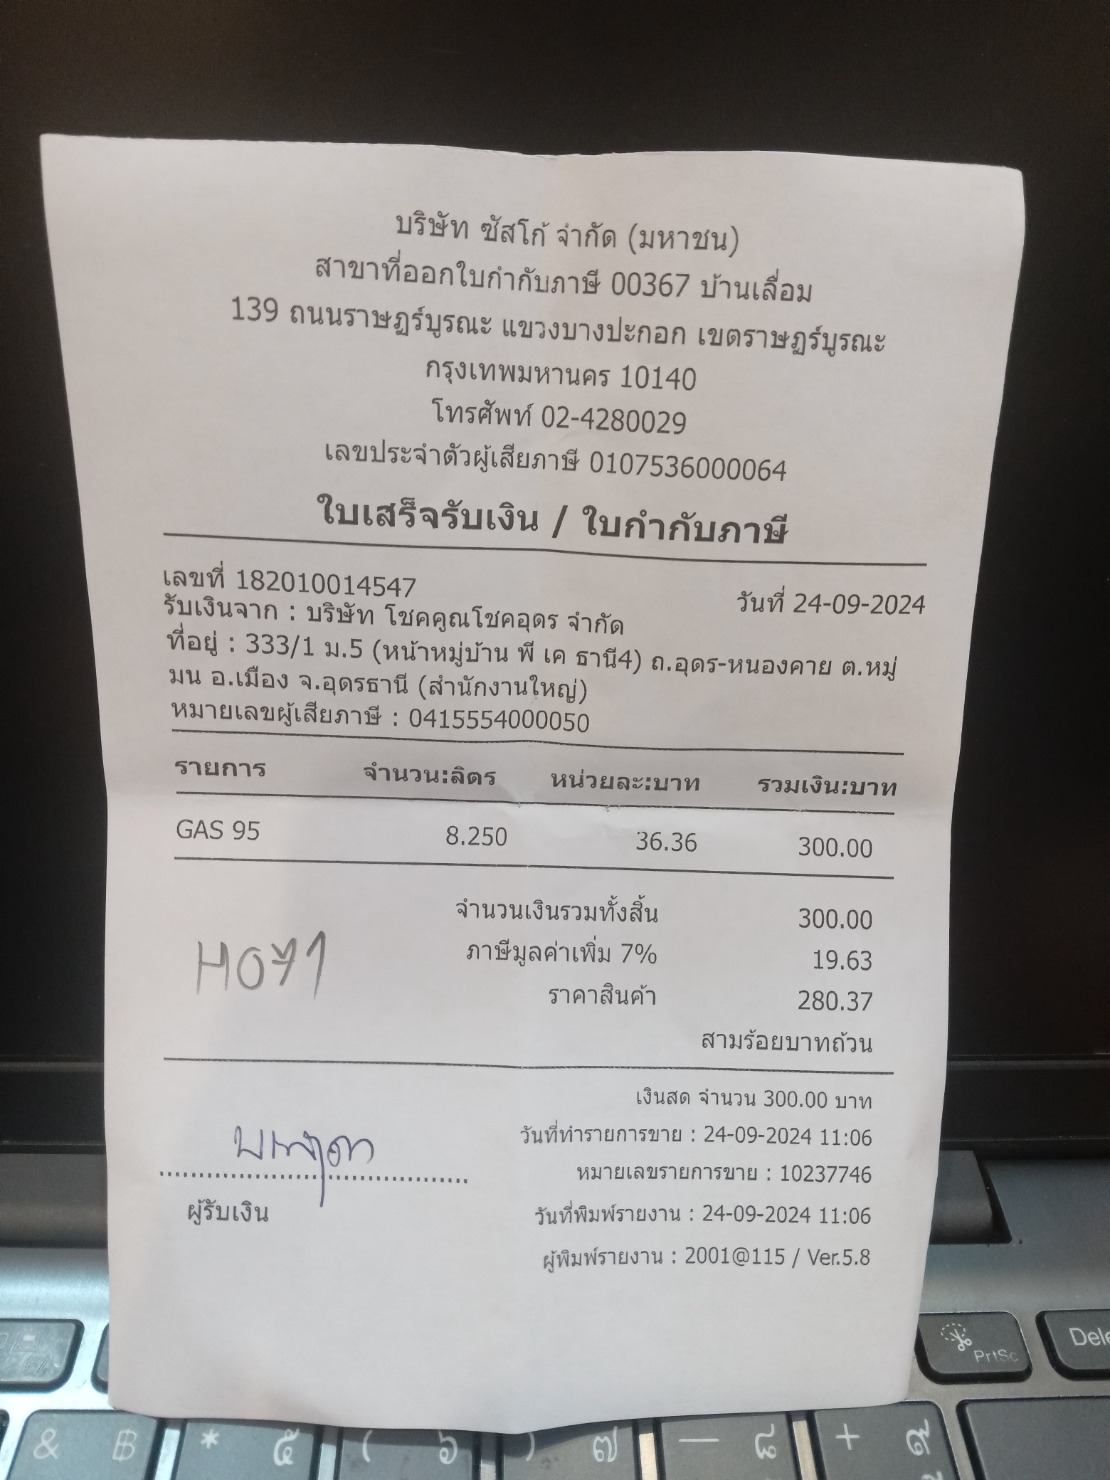 บริษัท ซัสโก้ จำกัด (มหาชน)
สาขาที่ออกใบกำกับภาษี 00367 บ้านเลื่อม
139 ถนนราษฎร์บูรณะ แขวงบางปะกอก เขตราษฎร์บูรณะ
กรุงเทพมหานคร 10140
โทรศัพท์ 02-4280029
เลขประจำตัวผู้เสียภาษี 0107536000064
ใบเสร็จรับเงิน / ใบกำกับภาษี
เลขที่ 182010014547 วันที่ 24-09-2024
รับเงินจาก : บริษัท โชคคูณโชคอุดร จำกัด
ที่อยู่ : 333/1 ม.5 (หน้าหมู่บ้าน พี เค ธานี4) ถ.อุดร-หนองคาย ต.หมู่
มน อ.เมือง จ.อุดรธานี (สำนักงานใหญ่)
หมายเลขผู้เสียภาษี : 0415554000050
รายการ จำนวน:ลิตร หน่วยละ:บาท รวมเงิน:บาท
GAS 95 8.250 36.36 300.00
จำนวนเงินรวมทั้งสิ้น 300.00
ภาษีมูลค่าเพิ่ม 7% 19.63
H071
ราคาสินค้า 280.37
สามร้อยบาทถ้วน
เงินสด จำนวน 300.00 บาท
วันที่ทำรายการขาย : 24-09-2024 11:06
หมายเลขรายการขาย : 10237746
ผู้รับเงิน
วันที่พิมพ์รายงาน : 24-09-2024 11:06
ผู้พิมพ์รายงาน : 2001@115 / Ver.5.8
PrtSc
Dele
& ฿ * ๕ ( ๖ ) ๗ — ๘ + ๙